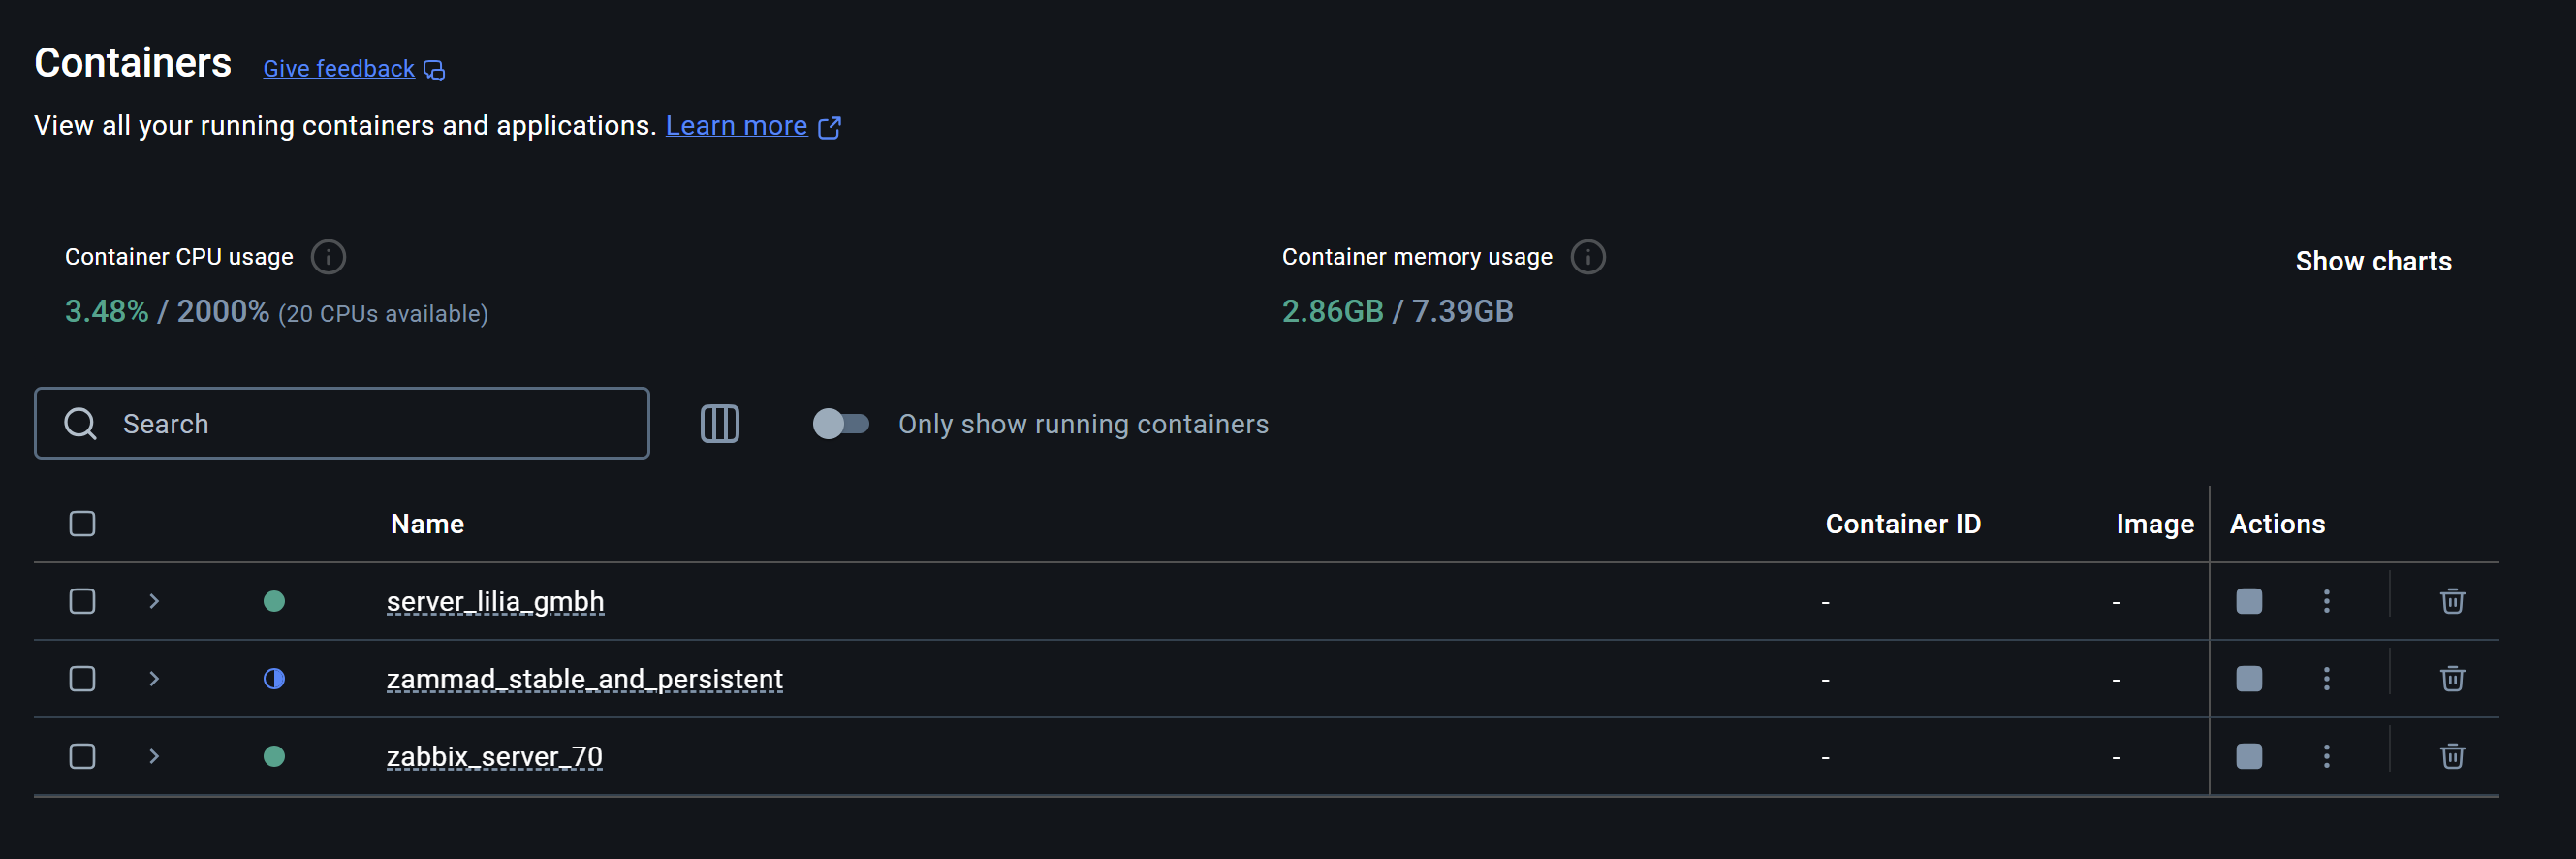 Containers Give feedback
View all your running containers and applications. Learn more
Container CPU usage Container memory usage Show charts
3.48% / 2000% (20 CPUs available) 2.86GB / 7.39GB
Search Only show running containers
Name Container ID Image Actions
server_lilia_gmbh - -
zammad_stable_and_persistent - -
zabbix_server_70 - -